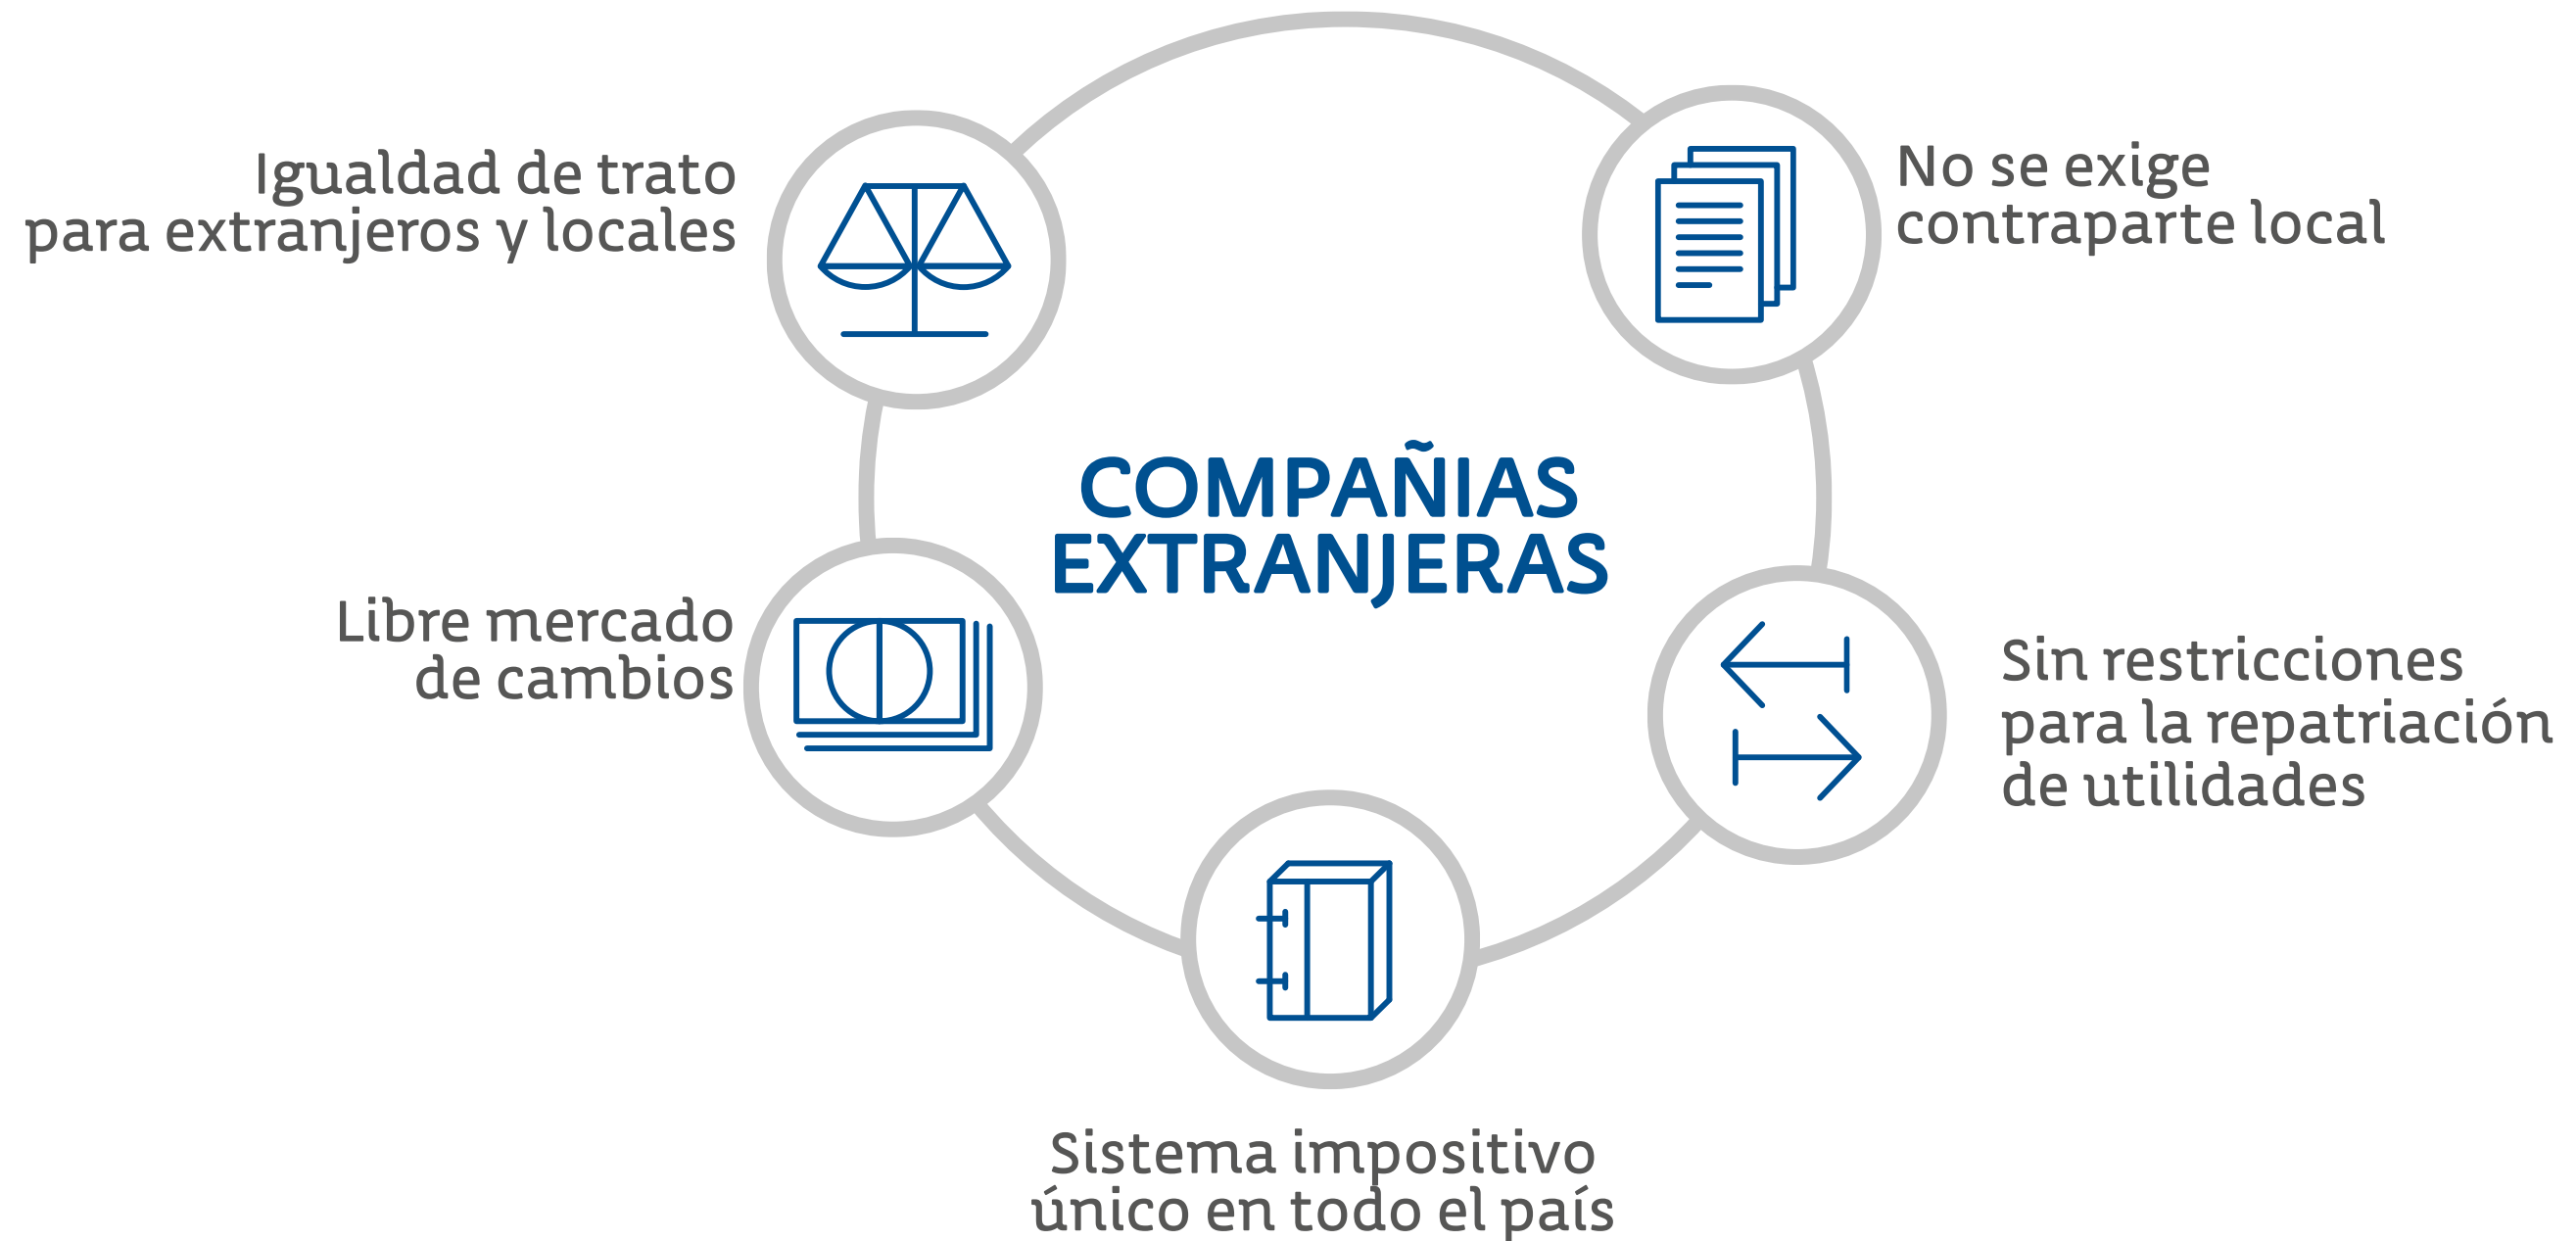 Igualdad de trato
para extranjeros y locales
No se exige
contraparte local
COMPAÑIAS
EXTRANJERAS
Libre mercado
de cambios
Sin restricciones
para la repatriación
de utilidades
Sistema impositivo
único en todo el país